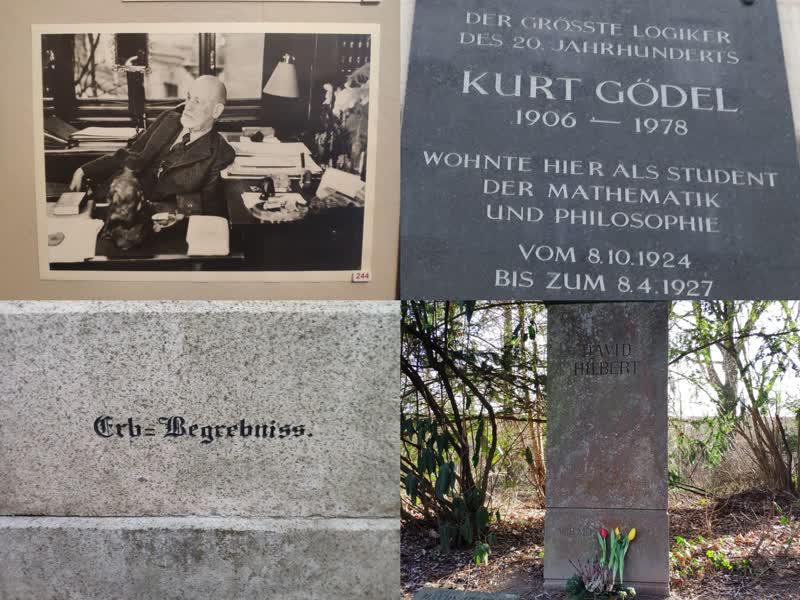 244
DER GRÖSSTE LOGIKER
DES 20. JAHRHUNDERTS
KURT GÖDEL
1906 — 1978
WOHNTE HIER ALS STUDENT
DER MATHEMATIK
UND PHILOSOPHIE
VOM 8.10.1924
BIS ZUM 8.4.1927
Erb=Begrebniss.
DAVID
HILBERT